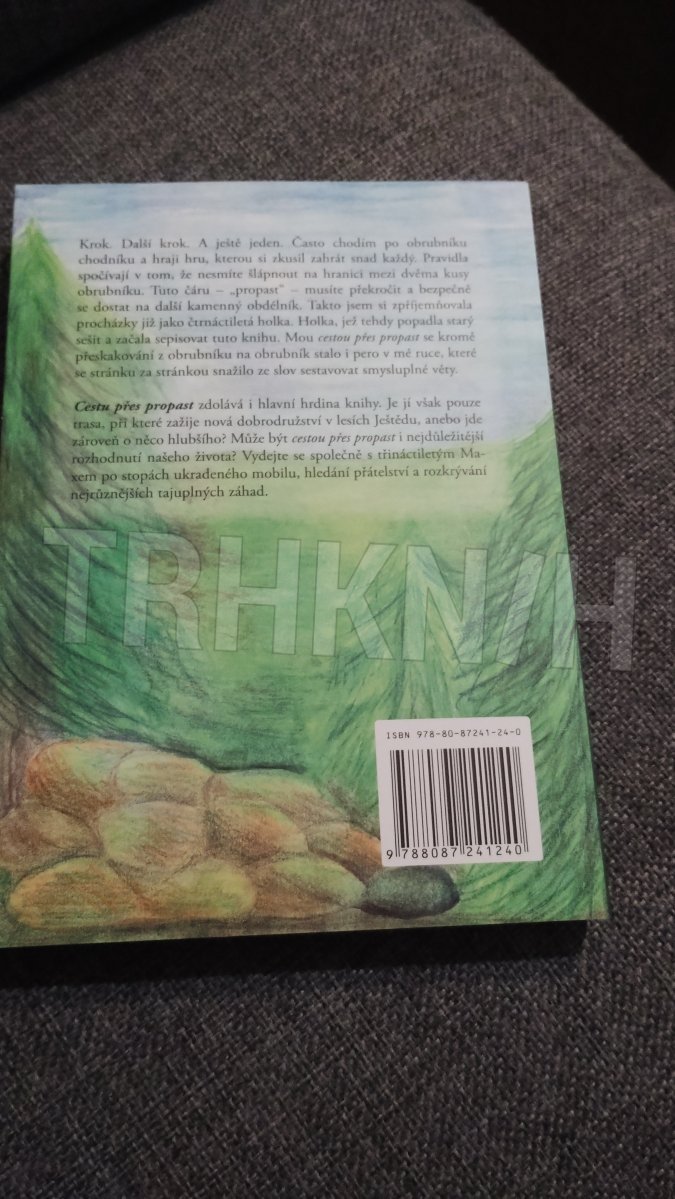 Krok. Další krok. A ještě jeden. Často chodím po obrubníku
chodníku a hraji hru, kterou si zkusil zahrát snad každý. Pravidla
spočívají v tom, že nesmíte šlápnout na hranici mezi dvěma kusy
obrubníku. Tuto čáru – „propast“ – musíte překročit a bezpečně
se dostat na další kamenný obdélník. Takto jsem si zpříjemňovala
procházky již jako čtrnáctiletá holka. Holka, jež tehdy popadla starý
sešit a začala sepisovat tuto knihu. Mou cestou přes propast se kromě
přeskakování z obrubníku na obrubník stalo i pero v mé ruce, které
se stránku za stránkou snažilo ze slov sestavovat smysluplné věty.
Cestu přes propast zdolává i hlavní hrdina knihy. Je jí však pouze
trasa, při které zažije nová dobrodružství v lesích Ještědu, anebo jde
zároveň o něco hlubšího? Může být cestou přes propast i nejdůležitější
rozhodnutí našeho života? Vydejte se společně s třináctiletým Ma-
xem po stopách ukradeného mobilu, hledání přátelství a rozkrývání
nejrůznějších tajuplných záhad.
TRHKNIH
ISBN 978-80-87241-24-0
9 788087 241240